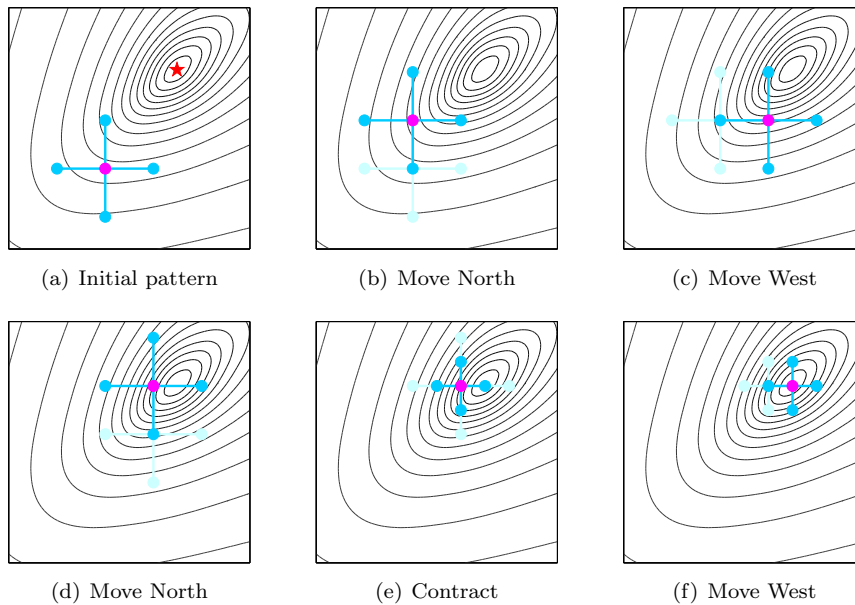 (a) Initial pattern
(b) Move North
(c) Move West
(d) Move North
(e) Contract
(f) Move West